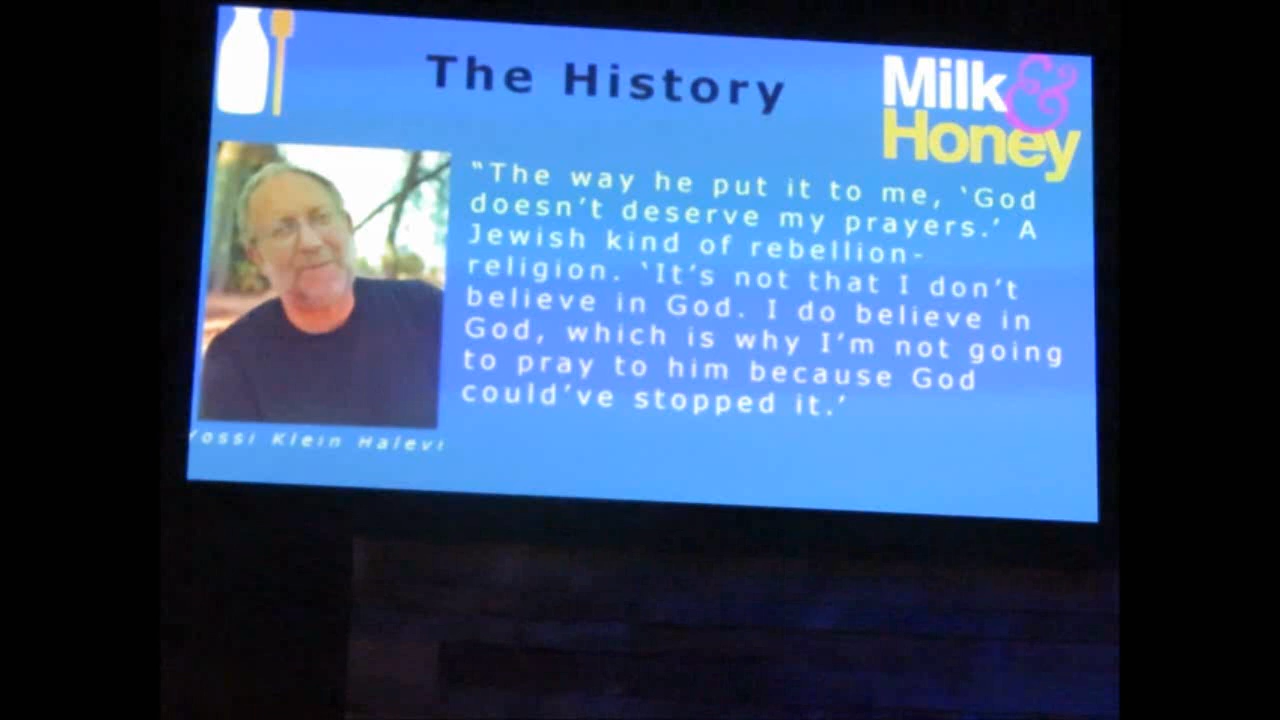 The History
Milk &
Honey
“The way he put it to me, ‘God
doesn’t deserve my prayers.’ A
Jewish kind of rebellion-
religion. ‘It’s not that I don’t
believe in God. I do believe in
God, which is why I’m not going
to pray to him because God
could’ve stopped it.’
Yossi Klein Halevi